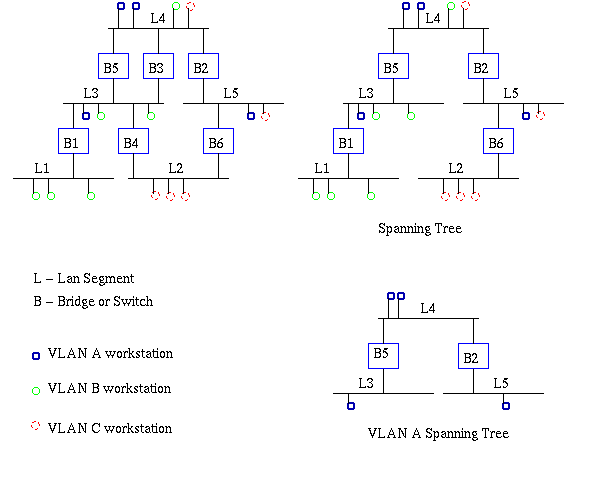 L4
B5 B3 B2
L3 L5
B1 B4 B6
L1 L2
L4
B5 B2
L3 L5
B1 B6
L1 L2
Spanning Tree
L – Lan Segment
B – Bridge or Switch
VLAN A workstation
VLAN B workstation
VLAN C workstation
L4
B5 B2
L3 L5
VLAN A Spanning Tree